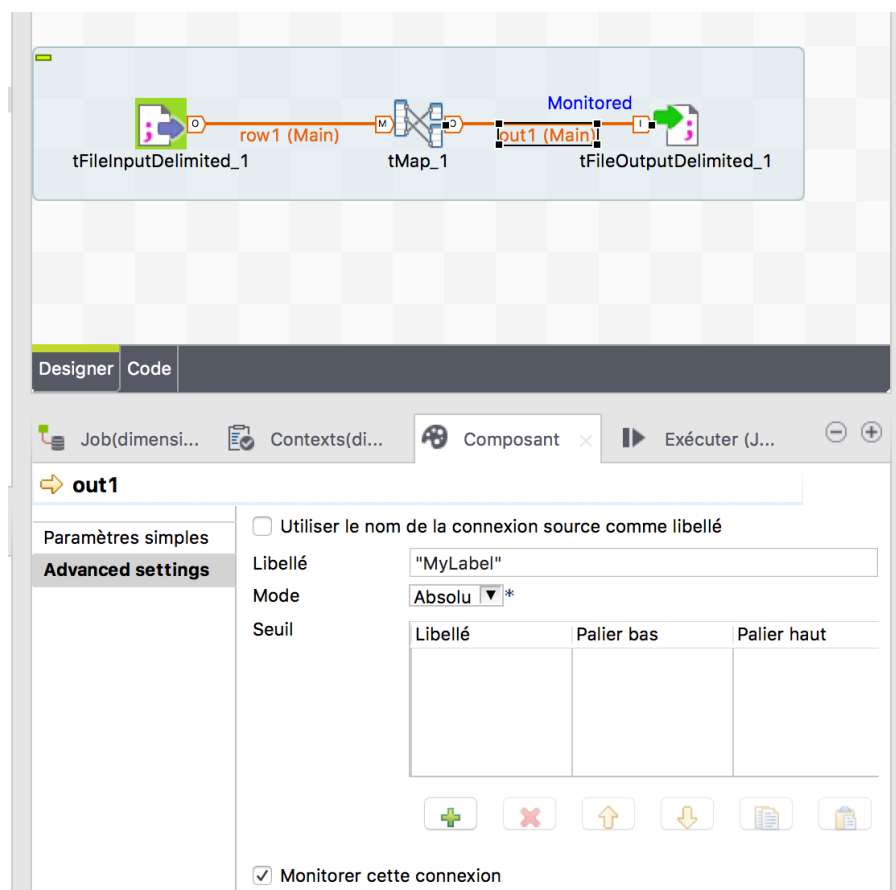 Monitored
O row1 (Main) M O out1 (Main) I
tFileInputDelimited_1 tMap_1 tFileOutputDelimited_1
Designer Code
Job(dimensi... Contexts(di... Composant Exécuter (J...
out1
Paramètres simples
Advanced settings
Utiliser le nom de la connexion source comme libellé
Libellé "MyLabel"
Mode Absolu *
Seuil Libellé Palier bas Palier haut
Monitorer cette connexion